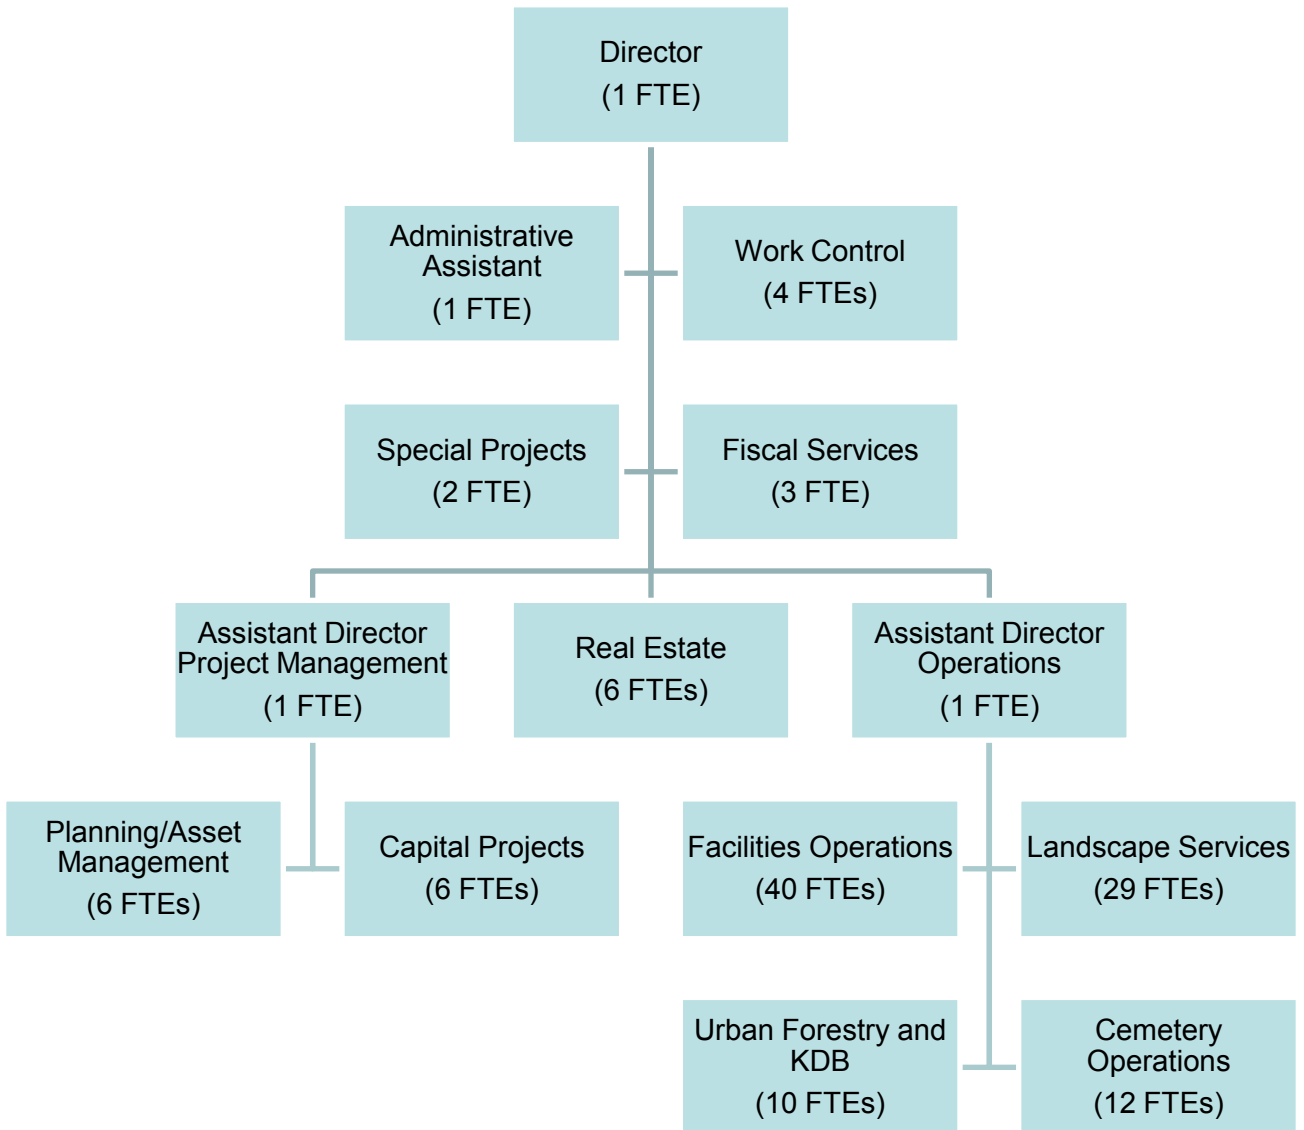 Director
(1 FTE)
Administrative
Assistant
(1 FTE)
Work Control
(4 FTEs)
Special Projects
(2 FTE)
Fiscal Services
(3 FTE)
Assistant Director
Project Management
(1 FTE)
Real Estate
(6 FTEs)
Assistant Director
Operations
(1 FTE)
Planning/Asset
Management
(6 FTEs)
Capital Projects
(6 FTEs)
Facilities Operations
(40 FTEs)
Landscape Services
(29 FTEs)
Urban Forestry and
KDB
(10 FTEs)
Cemetery
Operations
(12 FTEs)